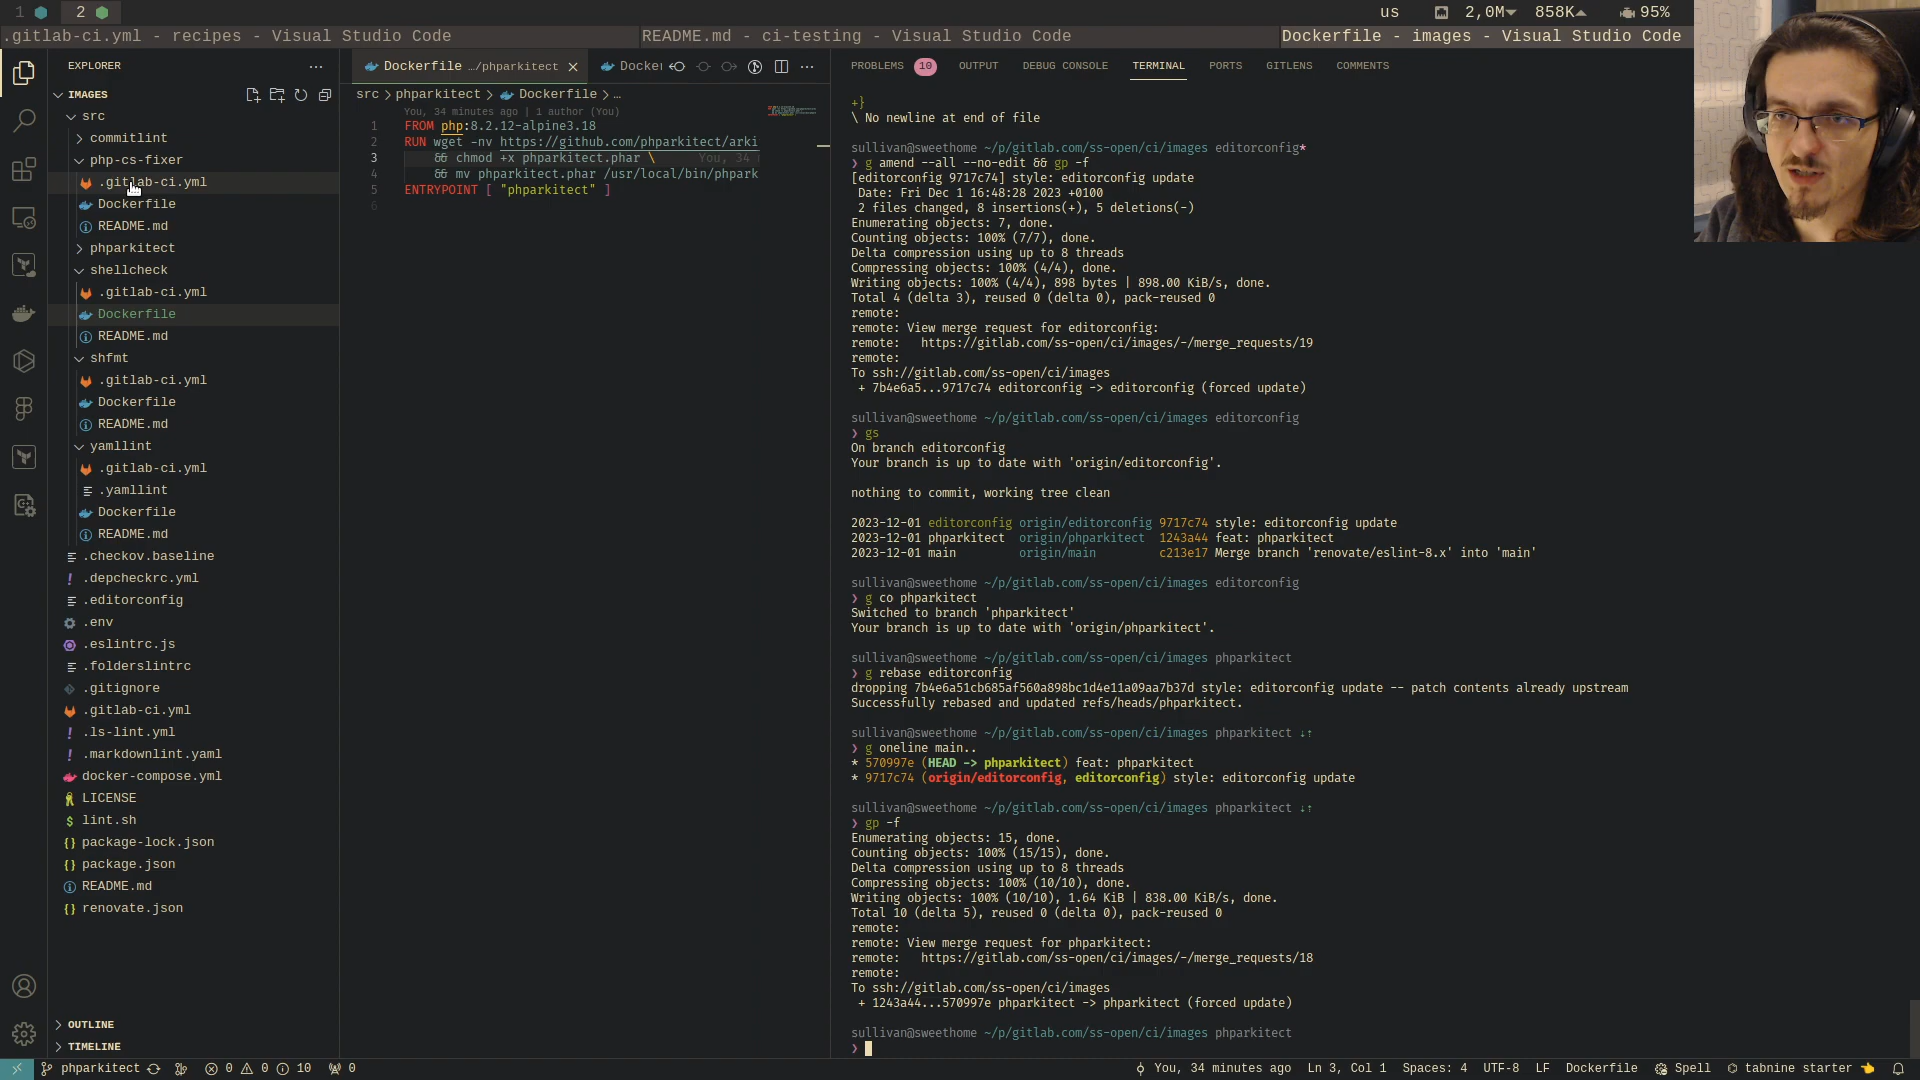 1 2 us 2,0M 858K 95%
.gitlab-ci.yml - recipes - Visual Studio Code README.md - ci-testing - Visual Studio Code Dockerfile - images - Visual Studio Code
EXPLORER
IMAGES
src
commitlint
php-cs-fixer
.gitlab-ci.yml
Dockerfile
README.md
phparkitect
shellcheck
.gitlab-ci.yml
Dockerfile
README.md
shfmt
.gitlab-ci.yml
Dockerfile
README.md
yamllint
.gitlab-ci.yml
.yamllint
Dockerfile
README.md
.checkov.baseline
.depcheckrc.yml
.editorconfig
.env
.eslintrc.js
.folderslintrc
.gitignore
.gitlab-ci.yml
.ls-lint.yml
.markdownlint.yaml
docker-compose.yml
LICENSE
lint.sh
package-lock.json
package.json
README.md
renovate.json
OUTLINE
TIMELINE
Dockerfile .../phparkitect Docker
src > phparkitect > Dockerfile > ...
You, 34 minutes ago | 1 author (You)
1 FROM php:8.2.12-alpine3.18
2 RUN wget -nv https://github.com/phparkitect/arki
3 && chmod +x phparkitect.phar \ You, 34
4 && mv phparkitect.phar /usr/local/bin/phpark
5 ENTRYPOINT [ "phparkitect" ]
6
PROBLEMS 10 OUTPUT DEBUG CONSOLE TERMINAL PORTS GITLENS COMMENTS
+}
\ No newline at end of file
sullivan@sweethome ~/p/gitlab.com/ss-open/ci/images editorconfig*
❯ g amend --all --no-edit && gp -f
[editorconfig 9717c74] style: editorconfig update
Date: Fri Dec 1 16:48:28 2023 +0100
2 files changed, 8 insertions(+), 5 deletions(-)
Enumerating objects: 7, done.
Counting objects: 100% (7/7), done.
Delta compression using up to 8 threads
Compressing objects: 100% (4/4), done.
Writing objects: 100% (4/4), 898 bytes | 898.00 KiB/s, done.
Total 4 (delta 3), reused 0 (delta 0), pack-reused 0
remote:
remote: View merge request for editorconfig:
remote: https://gitlab.com/ss-open/ci/images/-/merge_requests/19
remote:
To ssh://gitlab.com/ss-open/ci/images
+ 7b4e6a5...9717c74 editorconfig -> editorconfig (forced update)
sullivan@sweethome ~/p/gitlab.com/ss-open/ci/images editorconfig
❯ gs
On branch editorconfig
Your branch is up to date with 'origin/editorconfig'.
nothing to commit, working tree clean
2023-12-01 editorconfig origin/editorconfig 9717c74 style: editorconfig update
2023-12-01 phparkitect origin/phparkitect 1243a44 feat: phparkitect
2023-12-01 main origin/main c213e17 Merge branch 'renovate/eslint-8.x' into 'main'
sullivan@sweethome ~/p/gitlab.com/ss-open/ci/images editorconfig
❯ g co phparkitect
Switched to branch 'phparkitect'
Your branch is up to date with 'origin/phparkitect'.
sullivan@sweethome ~/p/gitlab.com/ss-open/ci/images phparkitect
❯ g rebase editorconfig
dropping 7b4e6a51cb685af560a898bc1d4e11a09aa7b37d style: editorconfig update -- patch contents already upstream
Successfully rebased and updated refs/heads/phparkitect.
sullivan@sweethome ~/p/gitlab.com/ss-open/ci/images phparkitect ↓↑
❯ g oneline main..
* 570997e (HEAD -> phparkitect) feat: phparkitect
* 9717c74 (origin/editorconfig, editorconfig) style: editorconfig update
sullivan@sweethome ~/p/gitlab.com/ss-open/ci/images phparkitect ↓↑
❯ gp -f
Enumerating objects: 15, done.
Counting objects: 100% (15/15), done.
Delta compression using up to 8 threads
Compressing objects: 100% (10/10), done.
Writing objects: 100% (10/10), 1.64 KiB | 838.00 KiB/s, done.
Total 10 (delta 5), reused 0 (delta 0), pack-reused 0
remote:
remote: View merge request for phparkitect:
remote: https://gitlab.com/ss-open/ci/images/-/merge_requests/18
remote:
To ssh://gitlab.com/ss-open/ci/images
+ 1243a44...570997e phparkitect -> phparkitect (forced update)
sullivan@sweethome ~/p/gitlab.com/ss-open/ci/images phparkitect
❯
phparkitect 0 0 10 0 You, 34 minutes ago Ln 3, Col 1 Spaces: 4 UTF-8 LF Dockerfile Spell tabnine starter